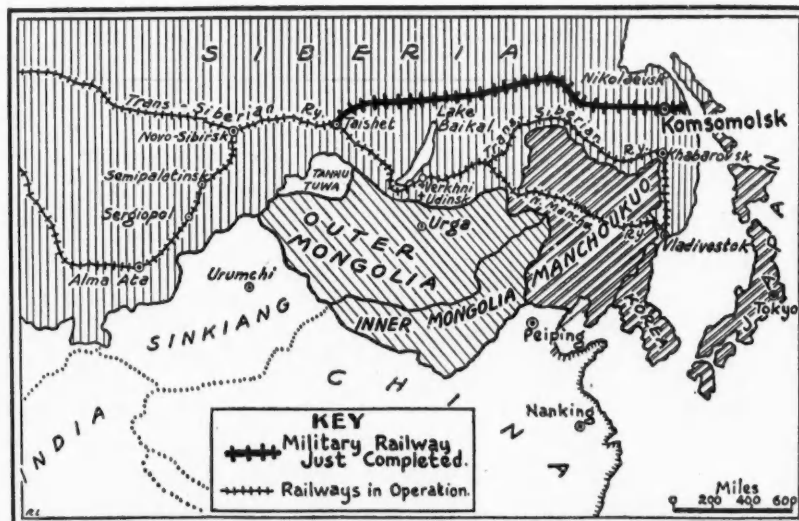 SIBERIA
Nikolaevsk
Trans-Siberian Ry.
Novo-Sibirsk
Taishet
Lake
Baikal
Trans Siberian
Ry.
Komsomolsk
Khabarovsk
Semipalatinsk
Sergiopol
TANNU
TUWA
Verkhni
Udinsk
N. Manch.
Ry.
OUTER
MONGOLIA
Urga
MANCHOUKUO
Vladivostok
Alma Ata
Urumchi
SINKIANG
INNER MONGOLIA
Peiping
KOREA
JAPAN
Tokyo
CHINA
Nanking
INDIA
KEY
Military Railway
Just Completed.
Railways in Operation.
Miles
0 200 400 600